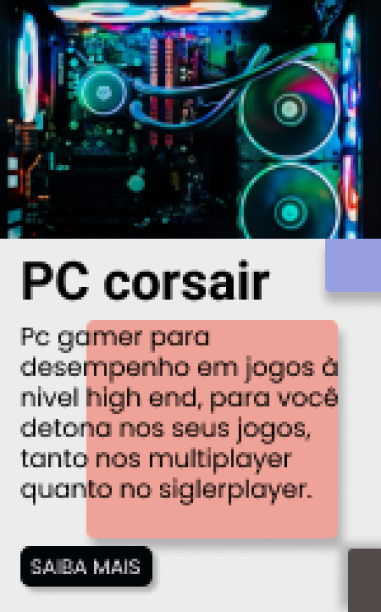 PC corsair
Pc gamer para
desempenho em jogos à
nivel high end, para você
detona nos seus jogos,
tanto nos multiplayer
quanto no siglerplayer.
SAIBA MAIS